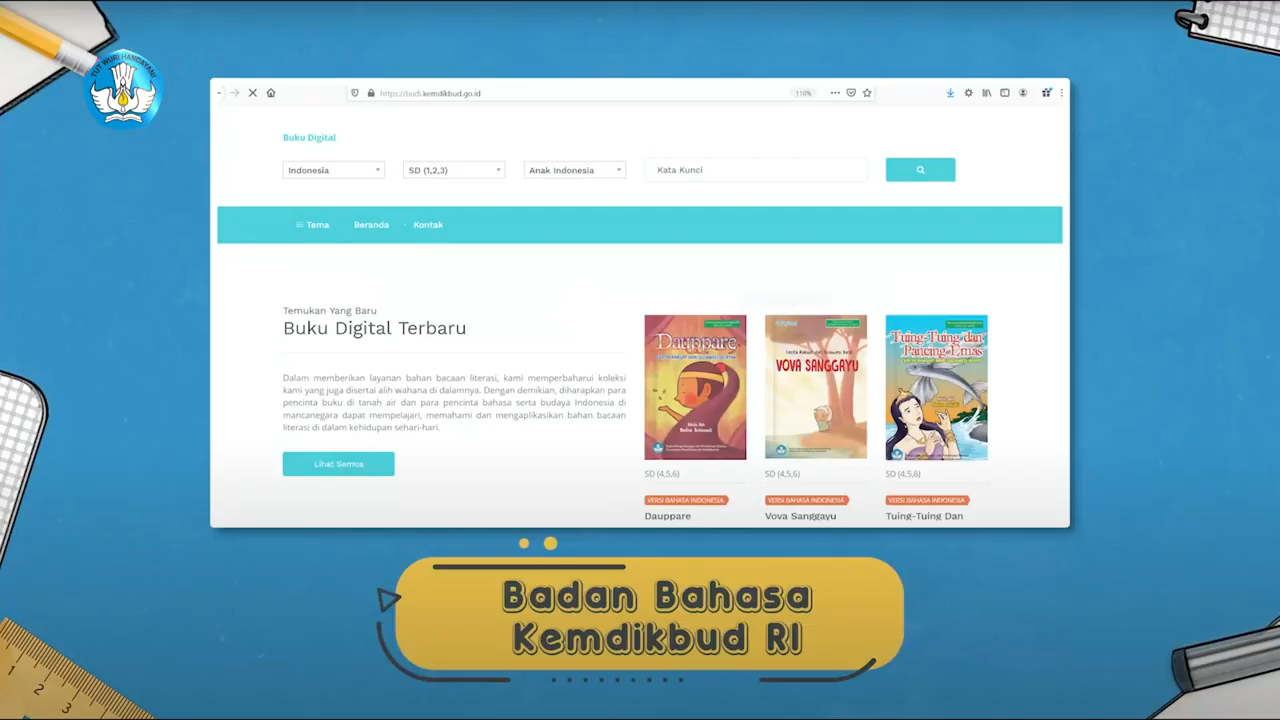 TUT WURI HANDAYANI
https://budi.kemdikbud.go.id
110%
Buku Digital
Indonesia
SD (1,2,3)
Anak Indonesia
Kata Kunci
Tema
Beranda
Kontak
Temukan Yang Baru
Buku Digital Terbaru
Dalam memberikan layanan bahan bacaan literasi, kami memperbaharui koleksi
kami yang juga disertai alih wahana di dalamnya. Dengan demikian, diharapkan para
pencinta buku di tanah air dan para pencinta bahasa serta budaya Indonesia di
mancanegara dapat mempelajari, memahami dan mengaplikasikan bahan bacaan
literasi di dalam kehidupan sehari-hari.
Lihat Semua
Dauppare
VOVA SANGGAYU
Tuing-Tuing dan
Pancing Emas
SD (4,5,6)
SD (4,5,6)
SD (4,5,6)
VERSI BAHASA INDONESIA
VERSI BAHASA INDONESIA
VERSI BAHASA INDONESIA
Dauppare
Vova Sanggayu
Tuing-Tuing Dan
Badan Bahasa
Kemdikbud RI
1
2
3